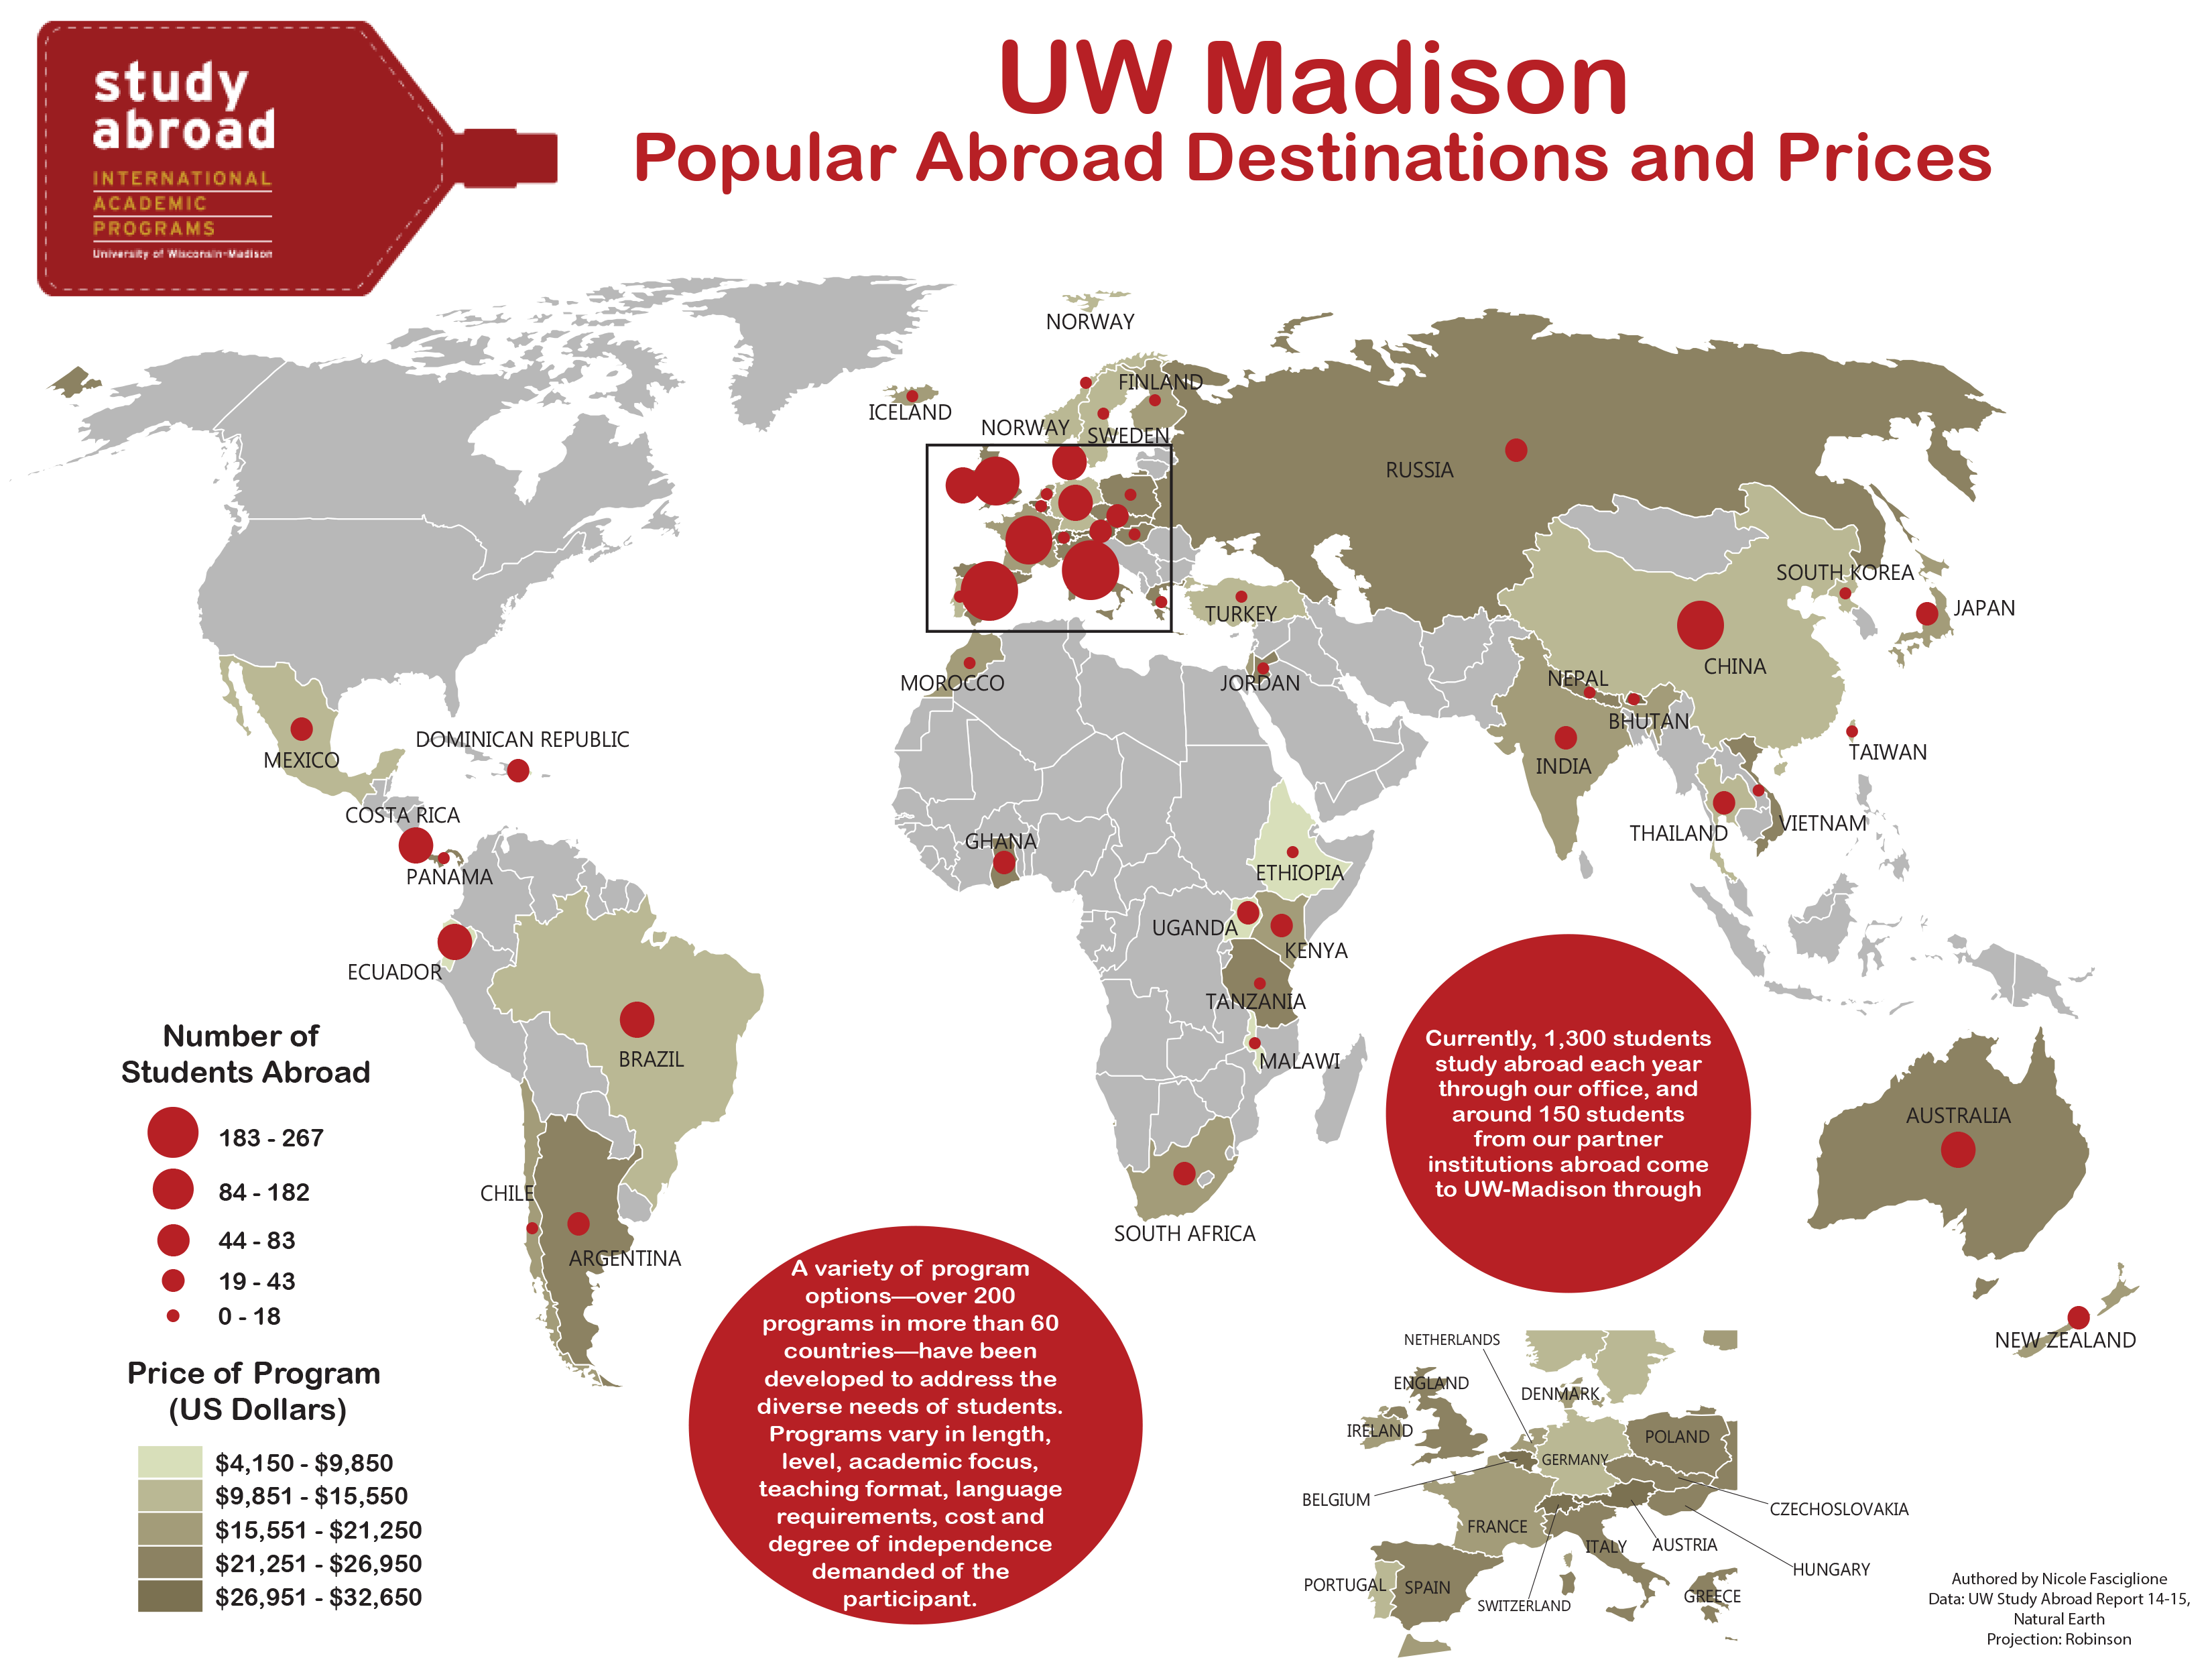 study
abroad
INTERNATIONAL
ACADEMIC
PROGRAMS
University of Wisconsin-Madison
UW Madison
Popular Abroad Destinations and Prices
NORWAY
FINLAND
ICELAND
NORWAY
SWEDEN
RUSSIA
SOUTH KOREA
JAPAN
TURKEY
CHINA
MOROCCO
JORDAN
NEPAL
BHUTAN
TAIWAN
DOMINICAN REPUBLIC
MEXICO
INDIA
COSTA RICA
THAILAND
VIETNAM
GHANA
PANAMA
ETHIOPIA
UGANDA
KENYA
ECUADOR
TANZANIA
BRAZIL
MALAWI
AUSTRALIA
CHILE
SOUTH AFRICA
ARGENTINA
NEW ZEALAND
Number of
Students Abroad
183 - 267
84 - 182
44 - 83
19 - 43
0 - 18
Price of Program
(US Dollars)
$4,150 - $9,850
$9,851 - $15,550
$15,551 - $21,250
$21,251 - $26,950
$26,951 - $32,650
Currently, 1,300 students
study abroad each year
through our office, and
around 150 students
from our partner
institutions abroad come
to UW-Madison through
A variety of program
options—over 200
programs in more than 60
countries—have been
developed to address the
diverse needs of students.
Programs vary in length,
level, academic focus,
teaching format, language
requirements, cost and
degree of independence
demanded of the
participant.
NETHERLANDS
ENGLAND
DENMARK
IRELAND
POLAND
GERMANY
BELGIUM
CZECHOSLOVAKIA
FRANCE
ITALY
AUSTRIA
HUNGARY
PORTUGAL
SPAIN
SWITZERLAND
GREECE
Authored by Nicole Fasciglione
Data: UW Study Abroad Report 14-15,
Natural Earth
Projection: Robinson